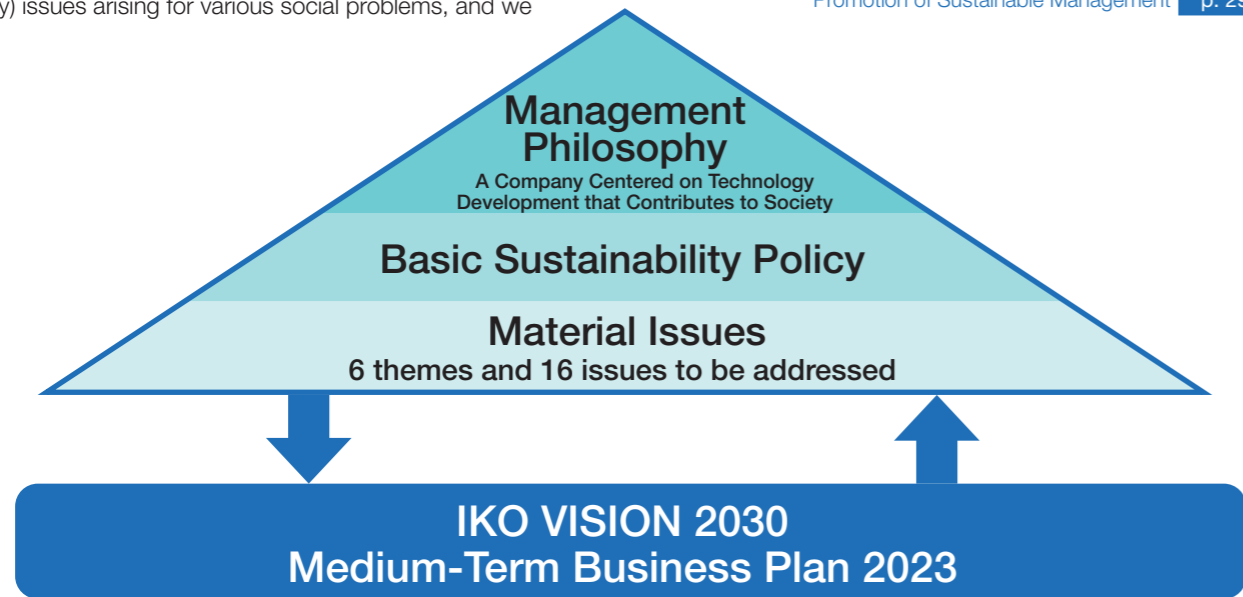 y) issues arising for various social problems, and we
Promotion of Sustainable Management p. 29
Management
Philosophy
A Company Centered on Technology
Development that Contributes to Society
Basic Sustainability Policy
Material Issues
6 themes and 16 issues to be addressed
IKO VISION 2030
Medium-Term Business Plan 2023